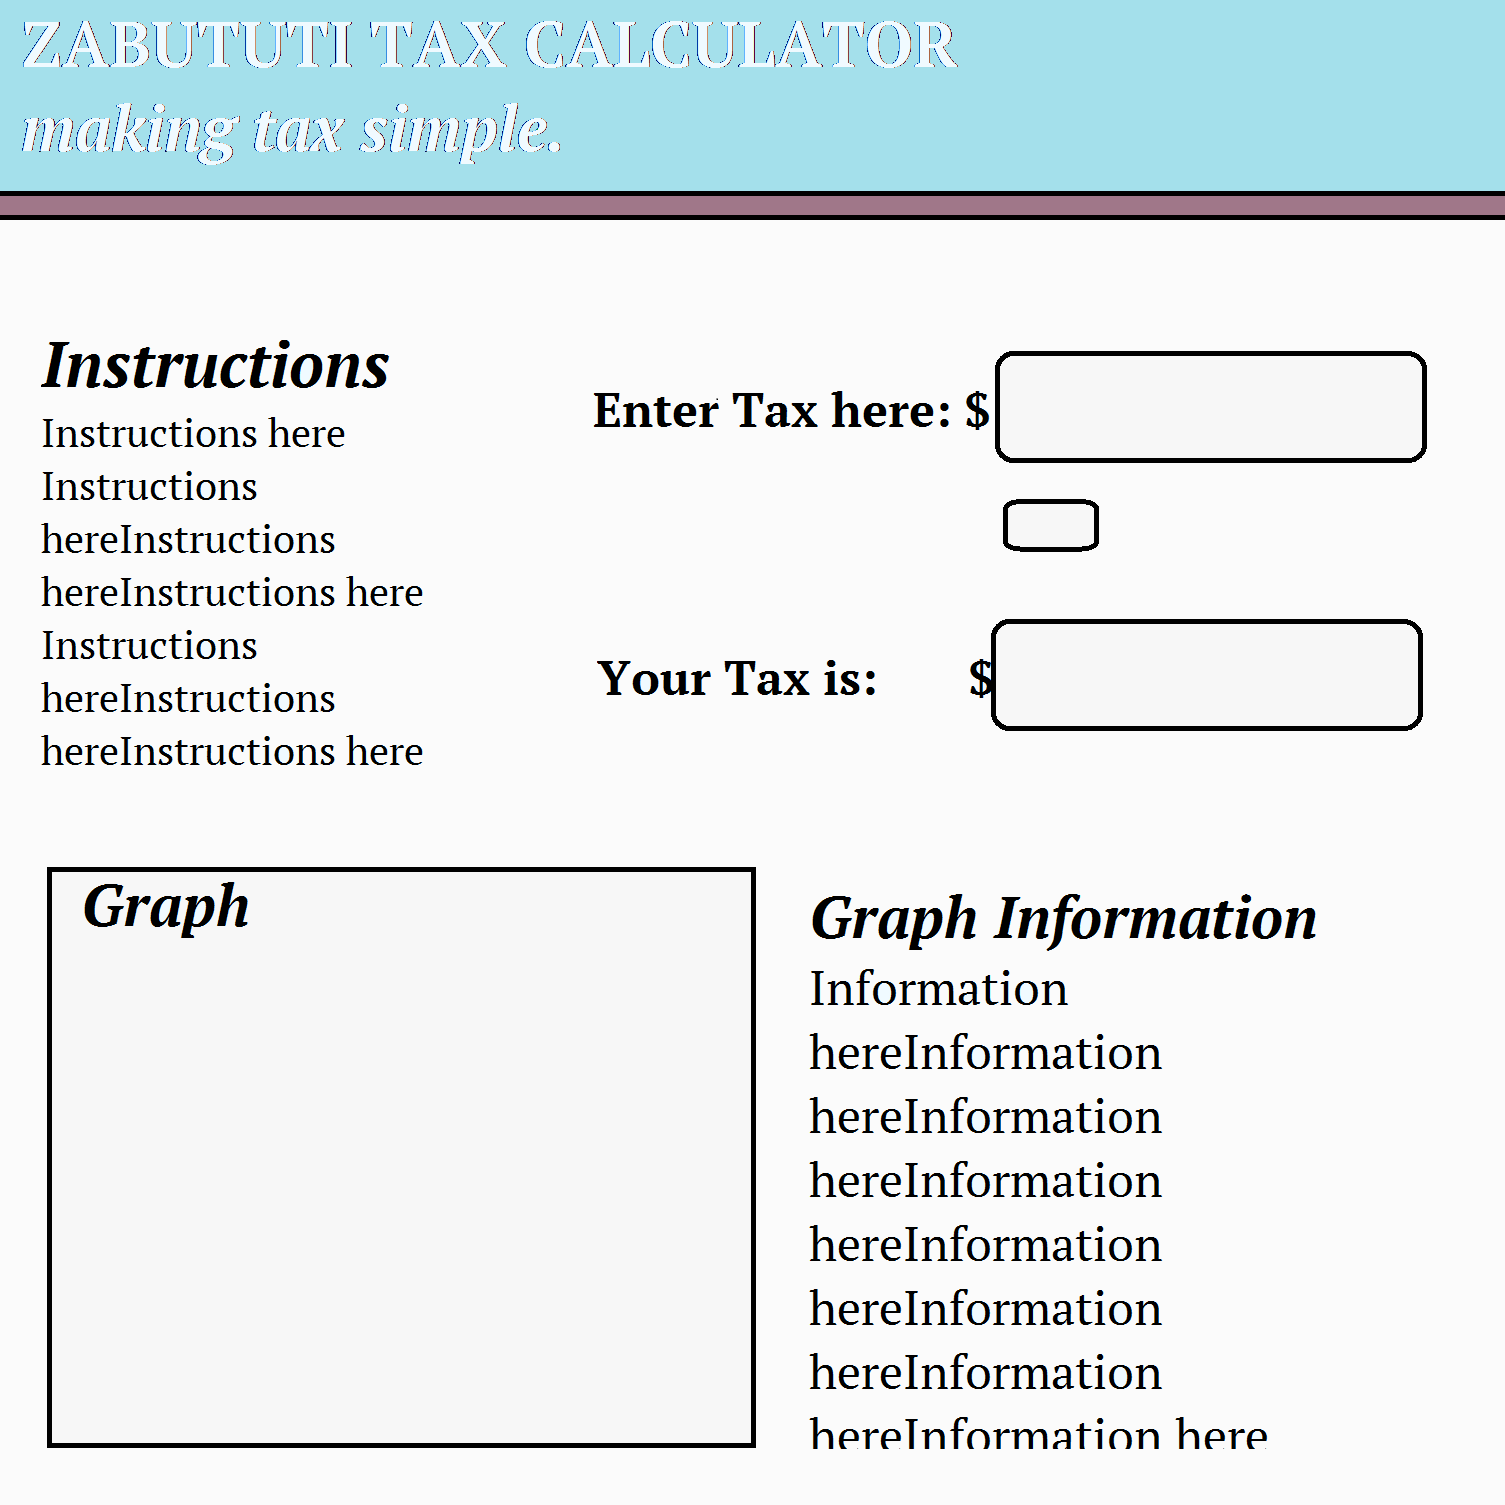 ZABUTUTI TAX CALCULATOR
making tax simple.
Instructions
Instructions here
Instructions
hereInstructions
hereInstructions here
Instructions
hereInstructions
hereInstructions here
Enter Tax here: $
Your Tax is: $
Graph
Graph Information
Information
hereInformation
hereInformation
hereInformation
hereInformation
hereInformation
hereInformation
hereInformation here